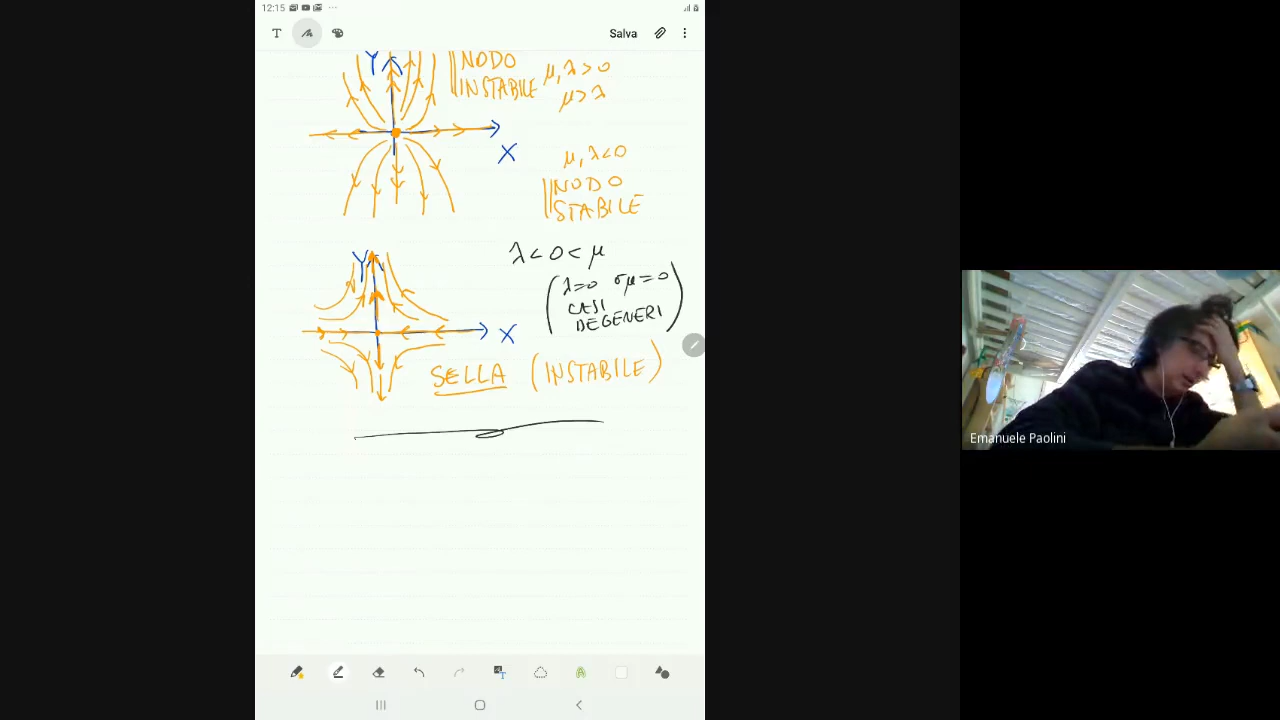 12:15
T
Salva
Y
NODO
INSTABILE
μ, λ > 0
μ > λ
X
μ, λ < 0
NODO
STABILE
Y
λ < 0 < μ
(λ=0 o μ=0
CASI
DEGENERI)
X
SELLA (INSTABILE)
Emanuele Paolini